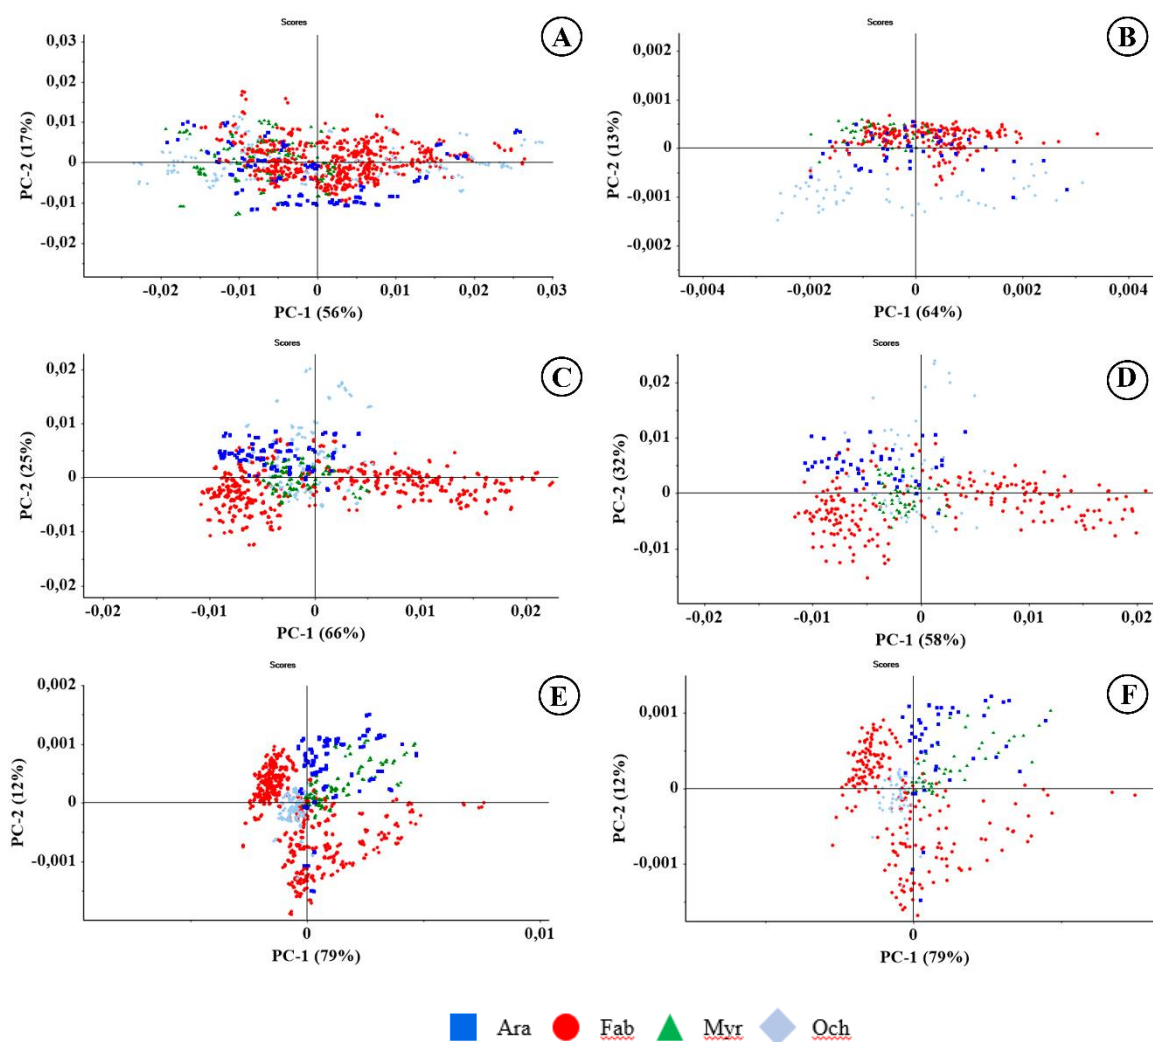 Scores
A
0,03
0,02
0,01
0
-0,01
-0,02
PC-2 (17%)
-0,02 -0,01 0 0,01 0,02 0,03
PC-1 (56%)
Scores
B
0,002
0,001
0
-0,001
-0,002
PC-2 (13%)
-0,004 -0,002 0 0,002 0,004
PC-1 (64%)
Scores
C
0,02
0,01
0
-0,01
-0,02
PC-2 (25%)
-0,02 -0,01 0 0,01 0,02
PC-1 (66%)
Scores
D
0,02
0,01
0
-0,01
PC-2 (32%)
-0,02 -0,01 0 0,01 0,02
PC-1 (58%)
Scores
E
0,002
0,001
0
-0,001
PC-2 (12%)
0 0,01
PC-1 (79%)
Scores
F
0,001
0
-0,001
PC-2 (12%)
0
PC-1 (79%)
Ara Fab Myr Och